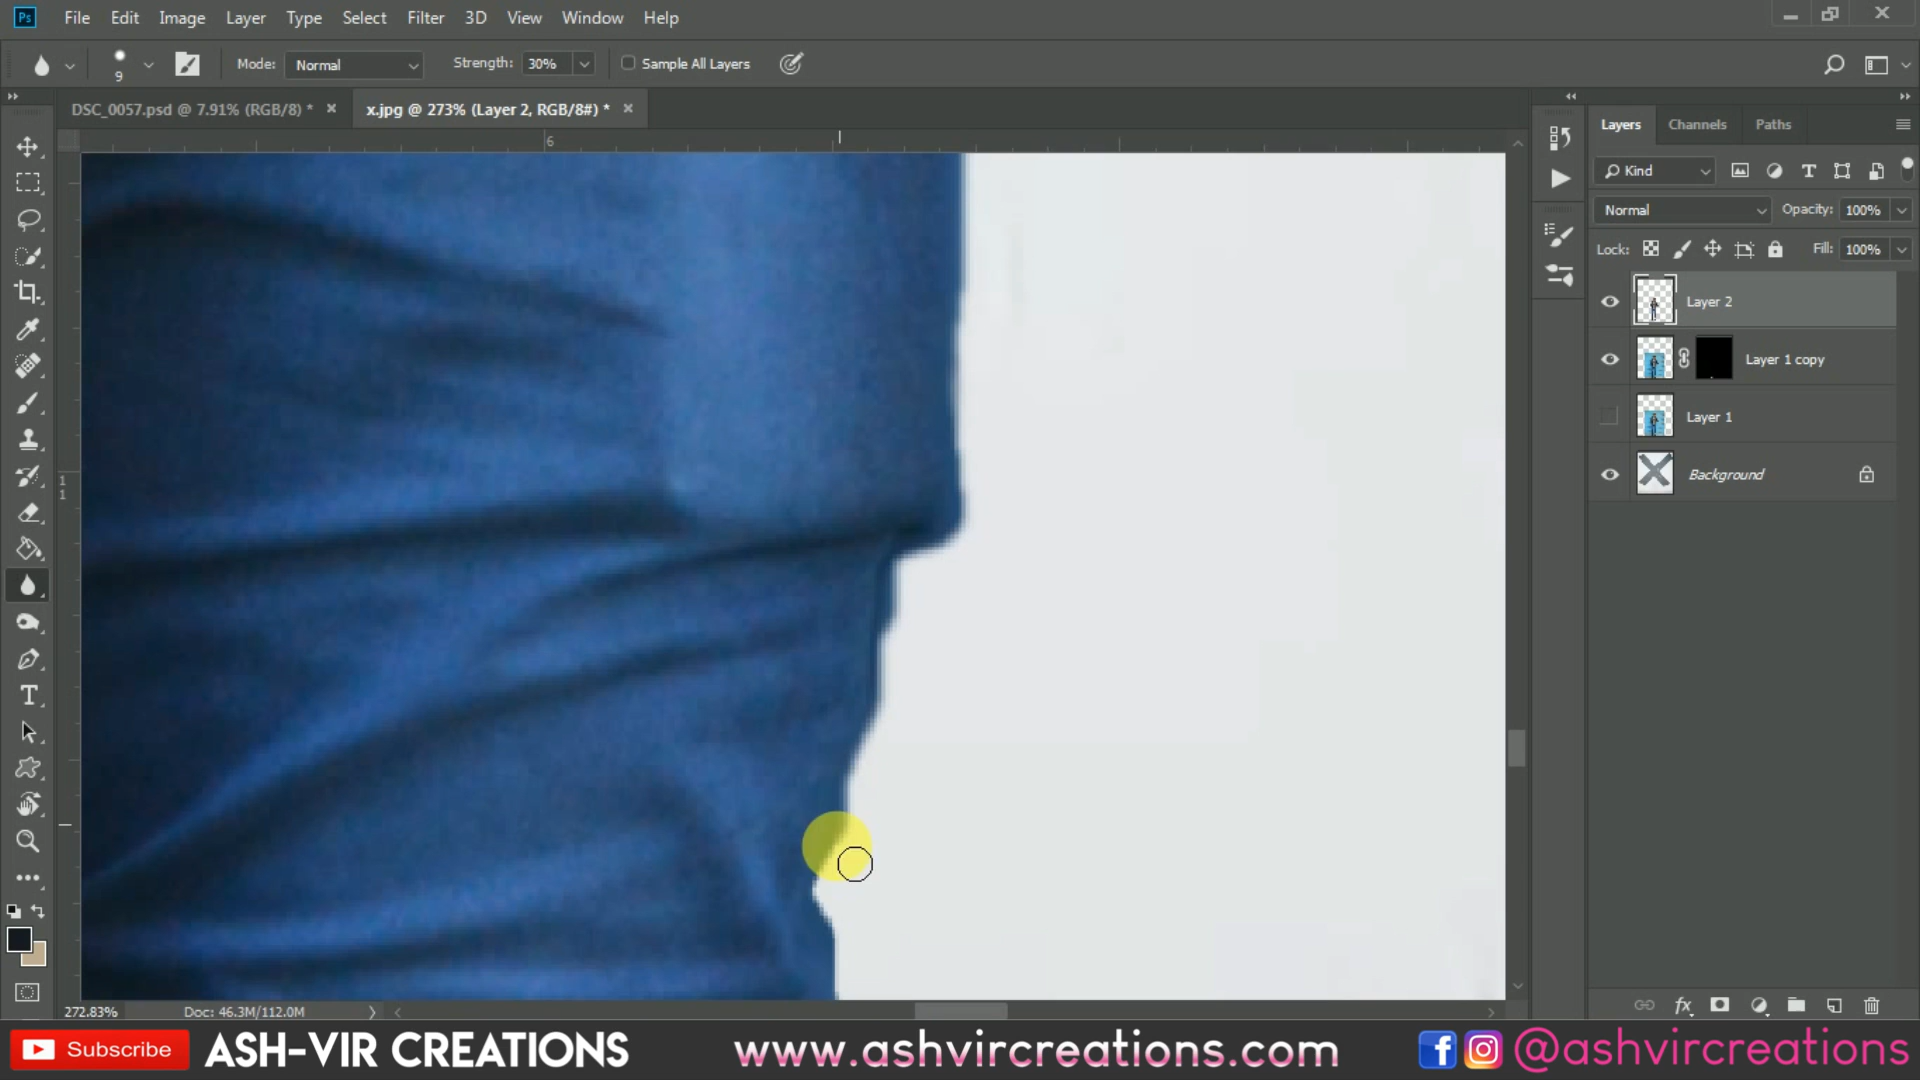 Ps File Edit Image Layer Type Select Filter 3D View Window Help
9 Mode: Normal Strength: 30% Sample All Layers
DSC_0057.psd @ 7.91% (RGB/8) * × x.jpg @ 273% (Layer 2, RGB/8#) * ×
6
1
1
Layers Channels Paths
Kind
Normal Opacity: 100%
Lock: Fill: 100%
Layer 2
Layer 1 copy
Layer 1
Background
272.83% Doc: 46.3M/112.0M
Subscribe ASH-VIR CREATIONS www.ashvircreations.com @ashvircreations